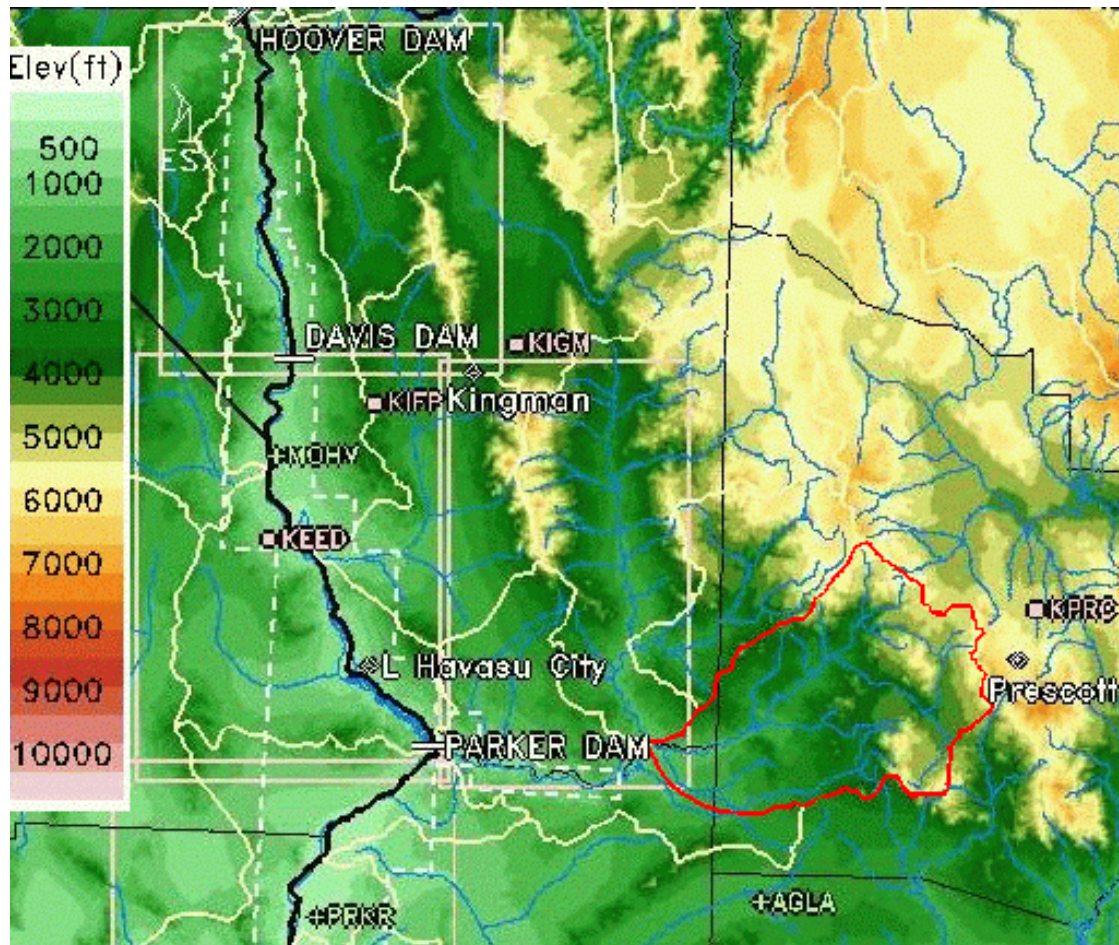 HOOVER DAM
Elev(ft)
500
1000
2000
3000
4000
5000
6000
7000
8000
9000
10000
ESX
DAVIS DAM
KIGM
KIFP
Kingman
MOHV
KEED
KPRC
L Havasu City
Prescott
PARKER DAM
+AGLA
+PRKR